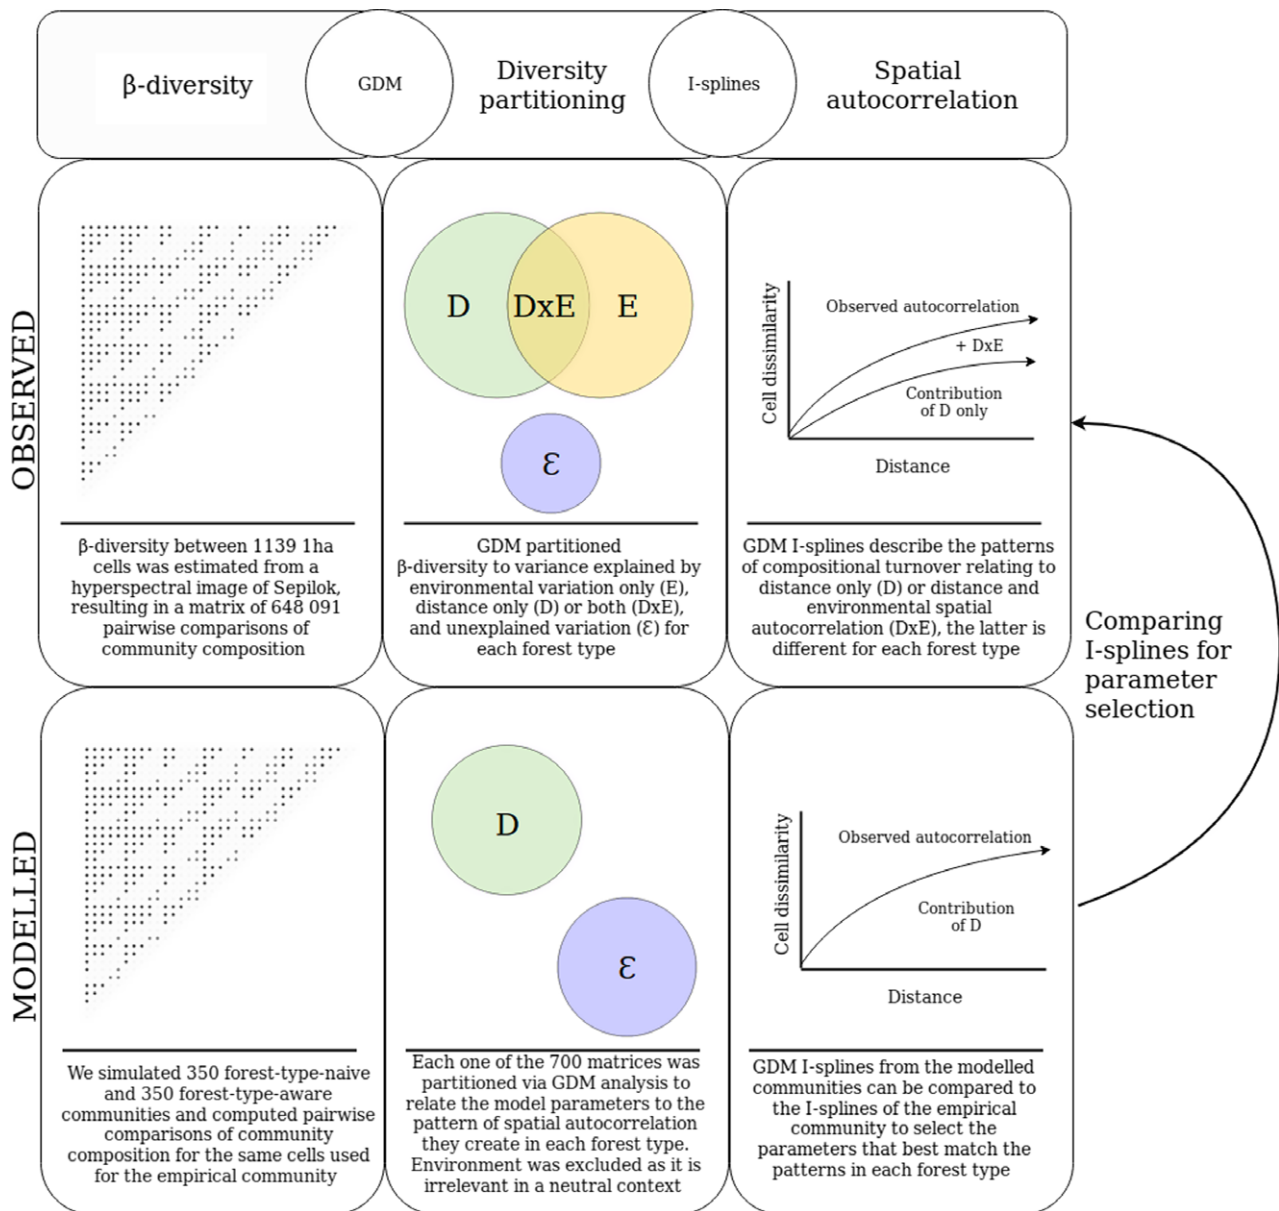 β-diversity
GDM
Diversity
partitioning
I-splines
Spatial
autocorrelation
OBSERVED
D
DxE
E
Ɛ
Cell dissimilarity
Observed autocorrelation
+ DxE
Contribution
of D only
Distance
β-diversity between 1139 1ha
cells was estimated from a
hyperspectral image of Sepilok,
resulting in a matrix of 648 091
pairwise comparisons of
community composition
GDM partitioned
β-diversity to variance explained by
environmental variation only (E),
distance only (D) or both (DxE),
and unexplained variation (Ɛ) for
each forest type
GDM I-splines describe the patterns
of compositional turnover relating to
distance only (D) or distance and
environmental spatial
autocorrelation (DxE), the latter is
different for each forest type
Comparing
I-splines for
parameter
selection
MODELLED
D
Ɛ
Cell dissimilarity
Observed autocorrelation
Contribution
of D
Distance
We simulated 350 forest-type-naive
and 350 forest-type-aware
communities and computed pairwise
comparisons of community
composition for the same cells used
for the empirical community
Each one of the 700 matrices was
partitioned via GDM analysis to
relate the model parameters to the
pattern of spatial autocorrelation
they create in each forest type.
Environment was excluded as it is
irrelevant in a neutral context
GDM I-splines from the modelled
communities can be compared to
the I-splines of the empirical
community to select the
parameters that best match the
patterns in each forest type